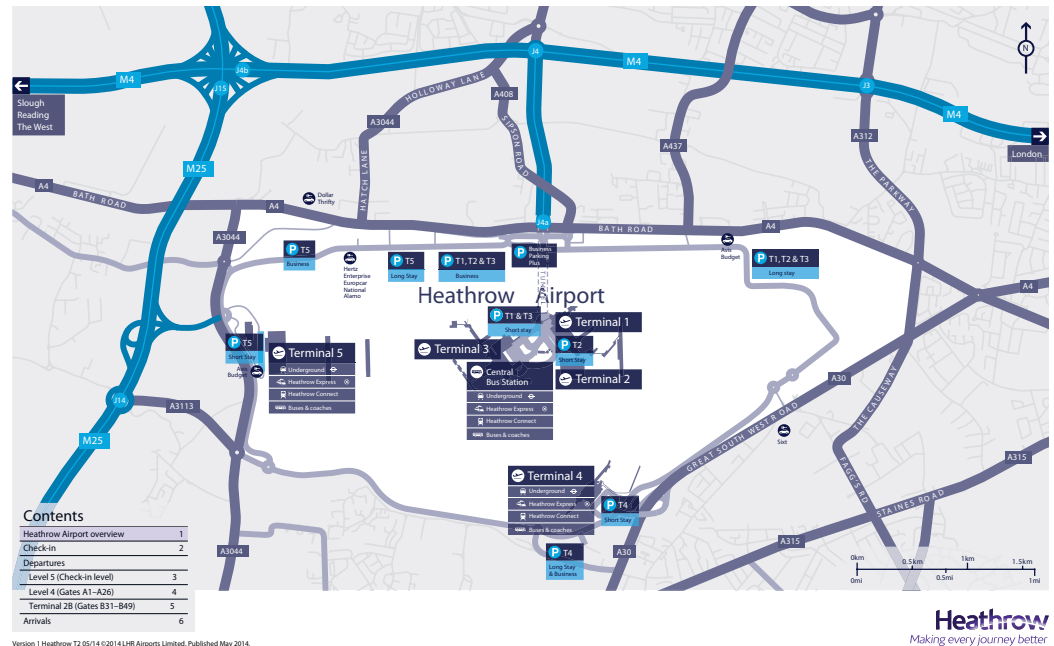 J4
M4
M4
J4b
M4
J15
J3
M4
Slough
Reading
The West
London
N
HOLLOWAY LANE
A408
A3044
SIPSON ROAD
A437
A312
THE PARKWAY
M25
HATCH LANE
A4
BATH ROAD
A4
Dollar
Thrifty
J4a
BATH ROAD
A4
A3044
P T5
Business
Hertz
Enterprise
Europcar
National
Alamo
P T5
Long Stay
P T1, T2 & T3
Business
P Business
Parking
Plus
Avis
Budget
P T1, T2 & T3
Long stay
TUNNEL
A4
Heathrow Airport
P T1 & T3
Short stay
Terminal 1
P T5
Short Stay
Avis
Budget
Terminal 5
Underground
Heathrow Express
Heathrow Connect
Buses & coaches
Terminal 3
P T2
Short Stay
Terminal 2
Central
Bus Station
Underground
Heathrow Express
Heathrow Connect
Buses & coaches
A30
J14
A3113
THE CAUSEWAY
GREAT SOUTH WEST ROAD
Sixt
M25
A315
FAGG'S RD
Terminal 4
Underground
Heathrow Express
Heathrow Connect
Buses & coaches
P T4
Short Stay
STAINES ROAD
A315
A3044
A30
P T4
Long Stay
& Business
0km 0.5km 1km 1.5km
0mi 0.5mi 1mi
Contents
Heathrow Airport overview 1
Check-in 2
Departures
Level 5 (Check-in level) 3
Level 4 (Gates A1–A26) 4
Terminal 2B (Gates B31–B49) 5
Arrivals 6
Heathrow
Making every journey better
Version 1 Heathrow T2 05/14 ©2014 LHR Airports Limited. Published May 2014.